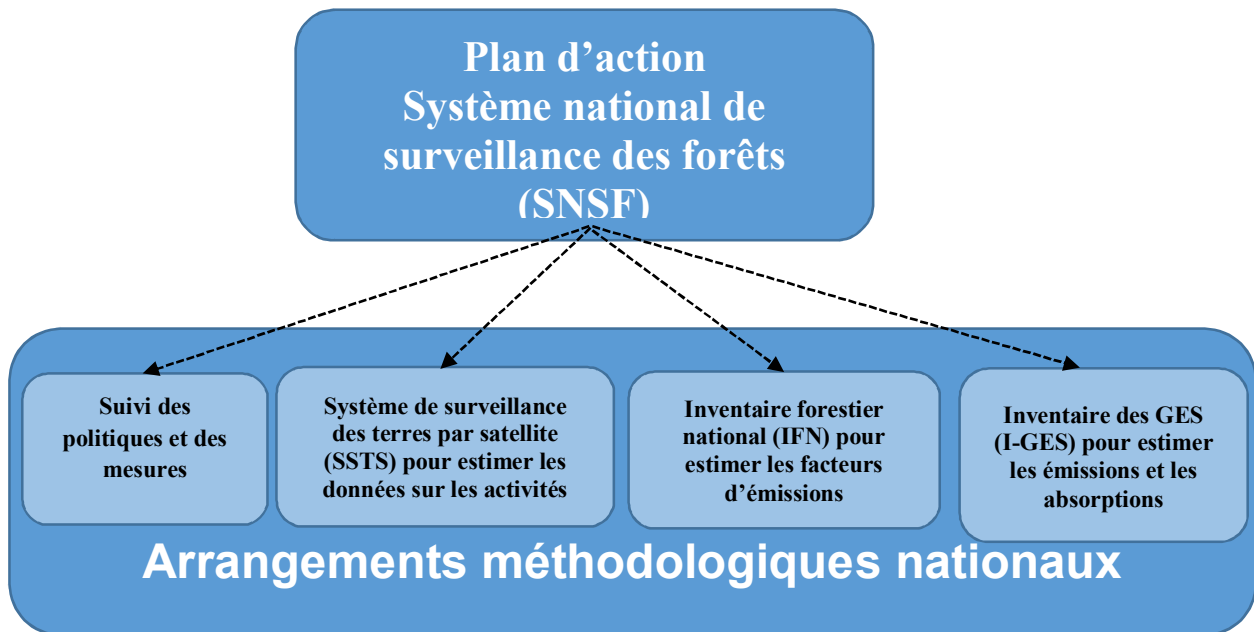 Plan d'action
Système national de
surveillance des forêts
(SNSF)
Suivi des
politiques et des
mesures
Système de surveillance
des terres par satellite
(SSTS) pour estimer les
données sur les activités
Inventaire forestier
national (IFN) pour
estimer les facteurs
d'émissions
Inventaire des GES
(I-GES) pour estimer
les émissions et les
absorptions
Arrangements méthodologiques nationaux